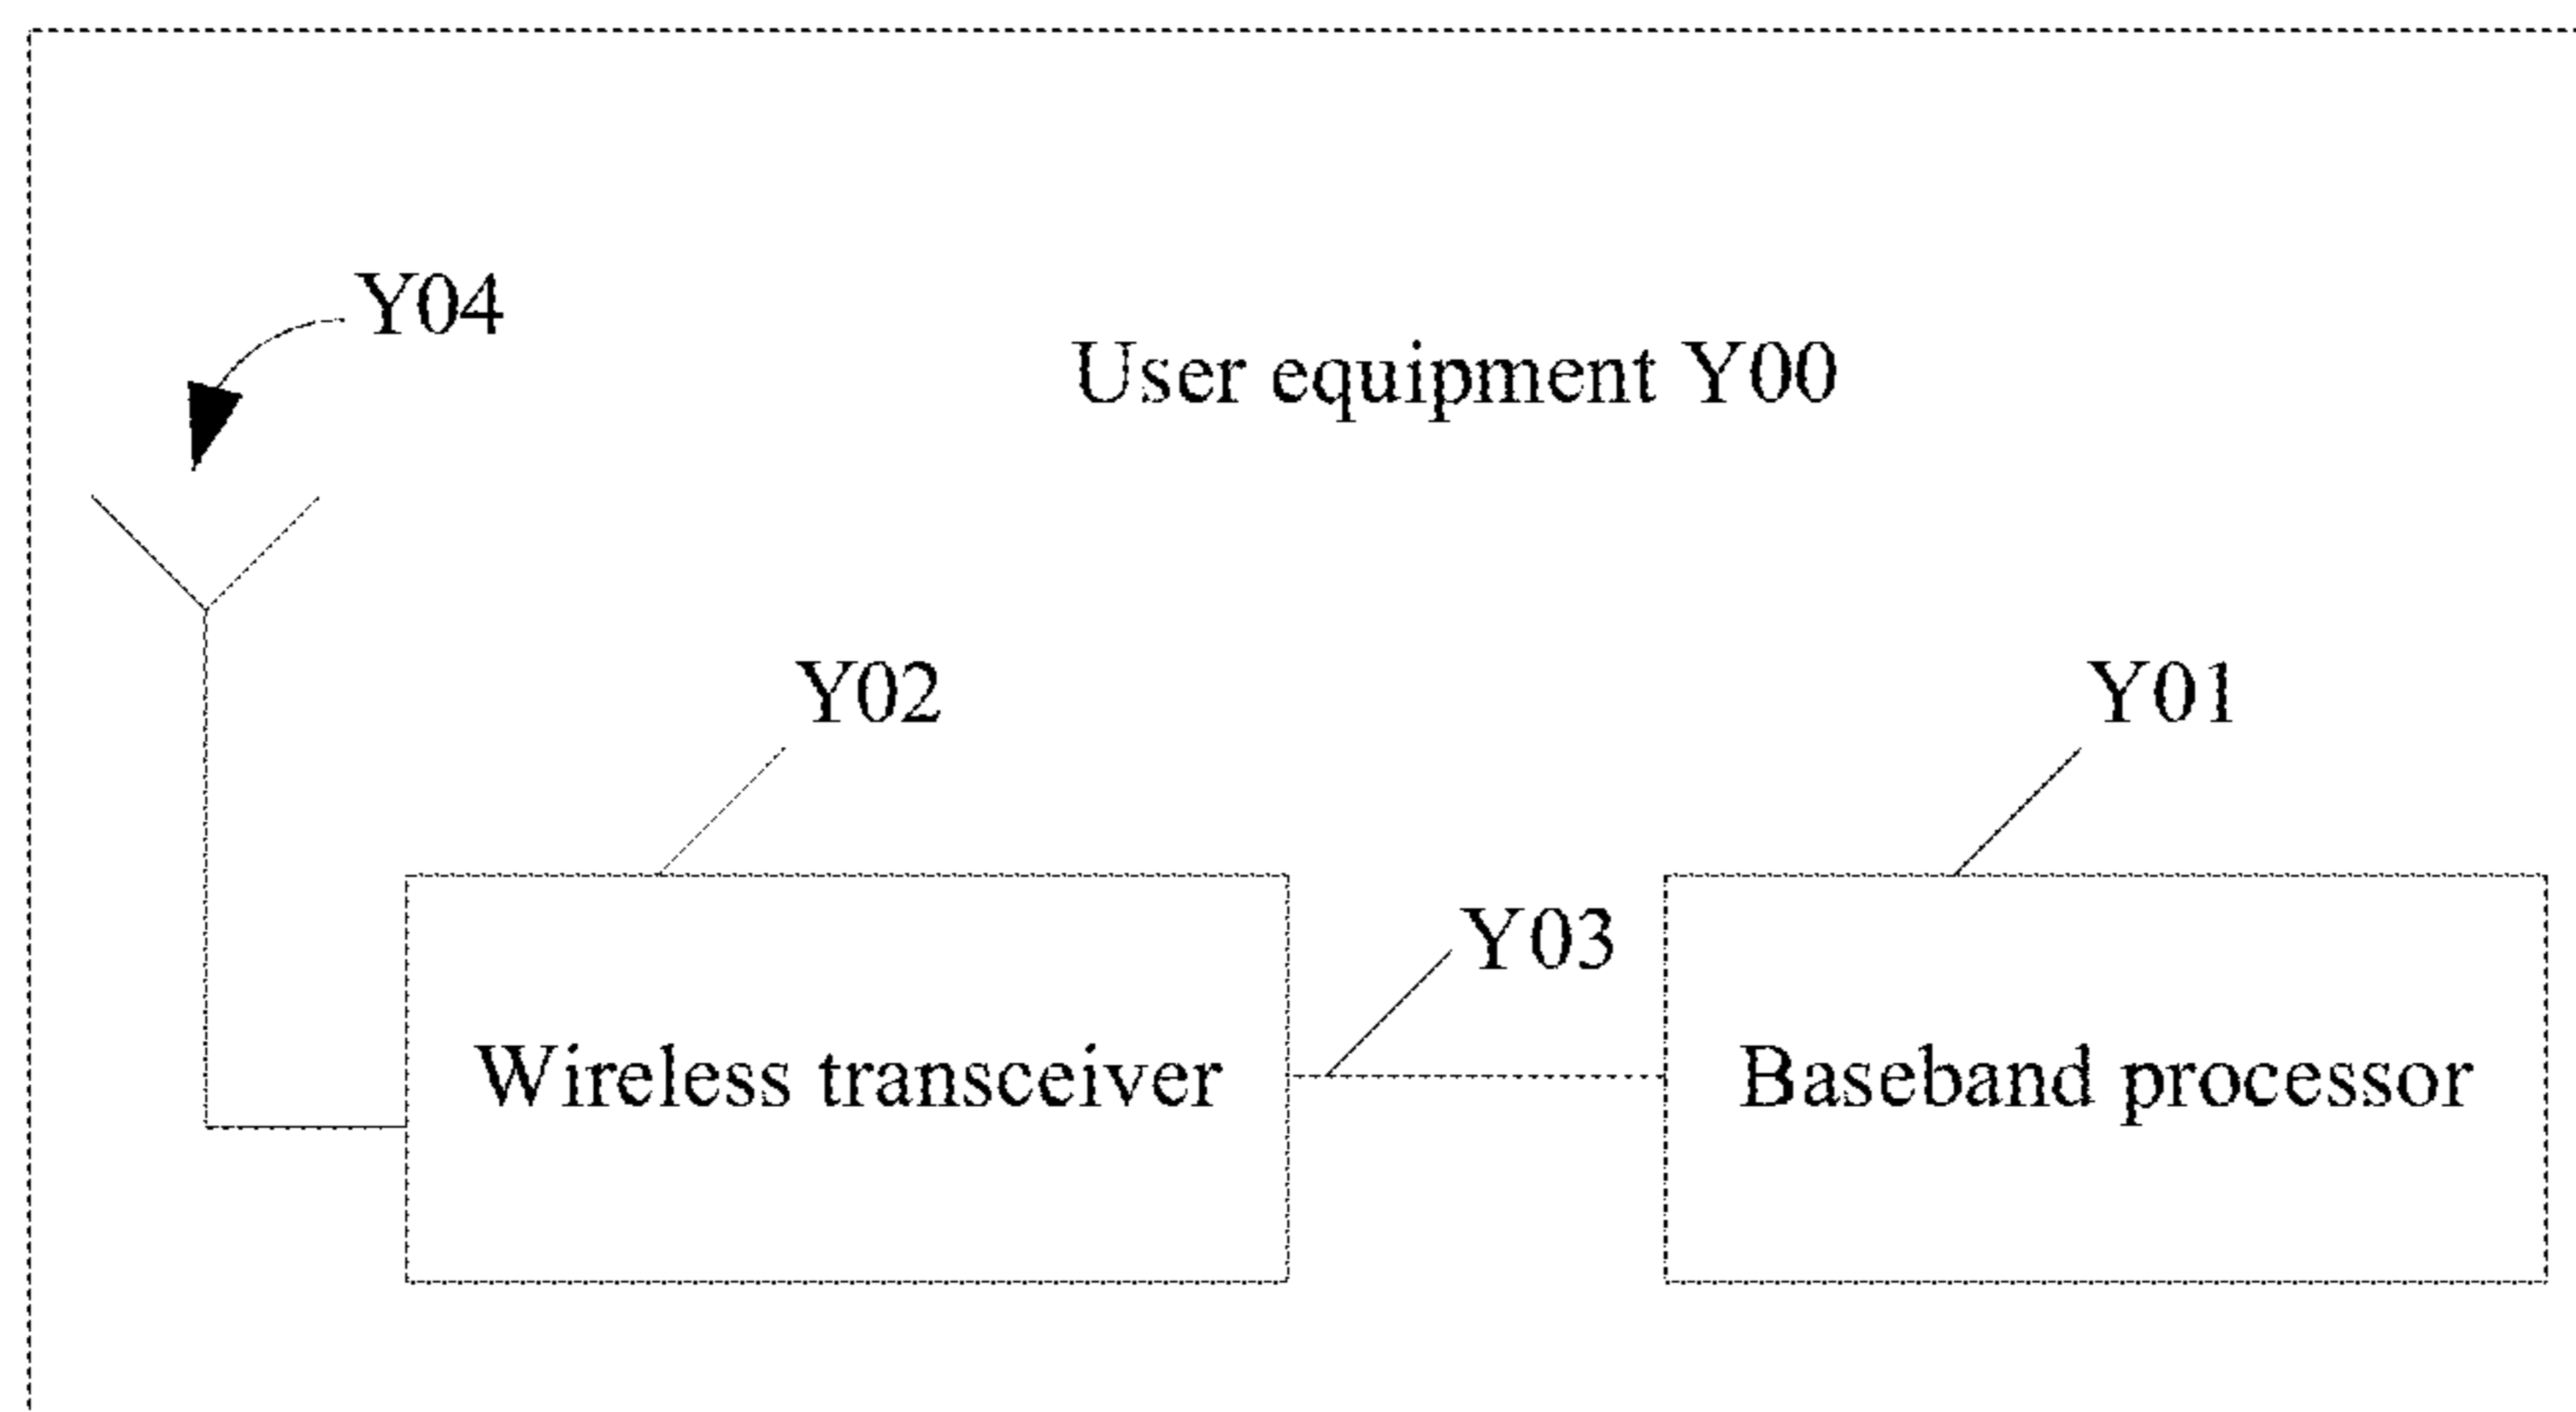 Y04
User equipment Y00
Y02
Y01
Y03
Wireless transceiver
Baseband processor